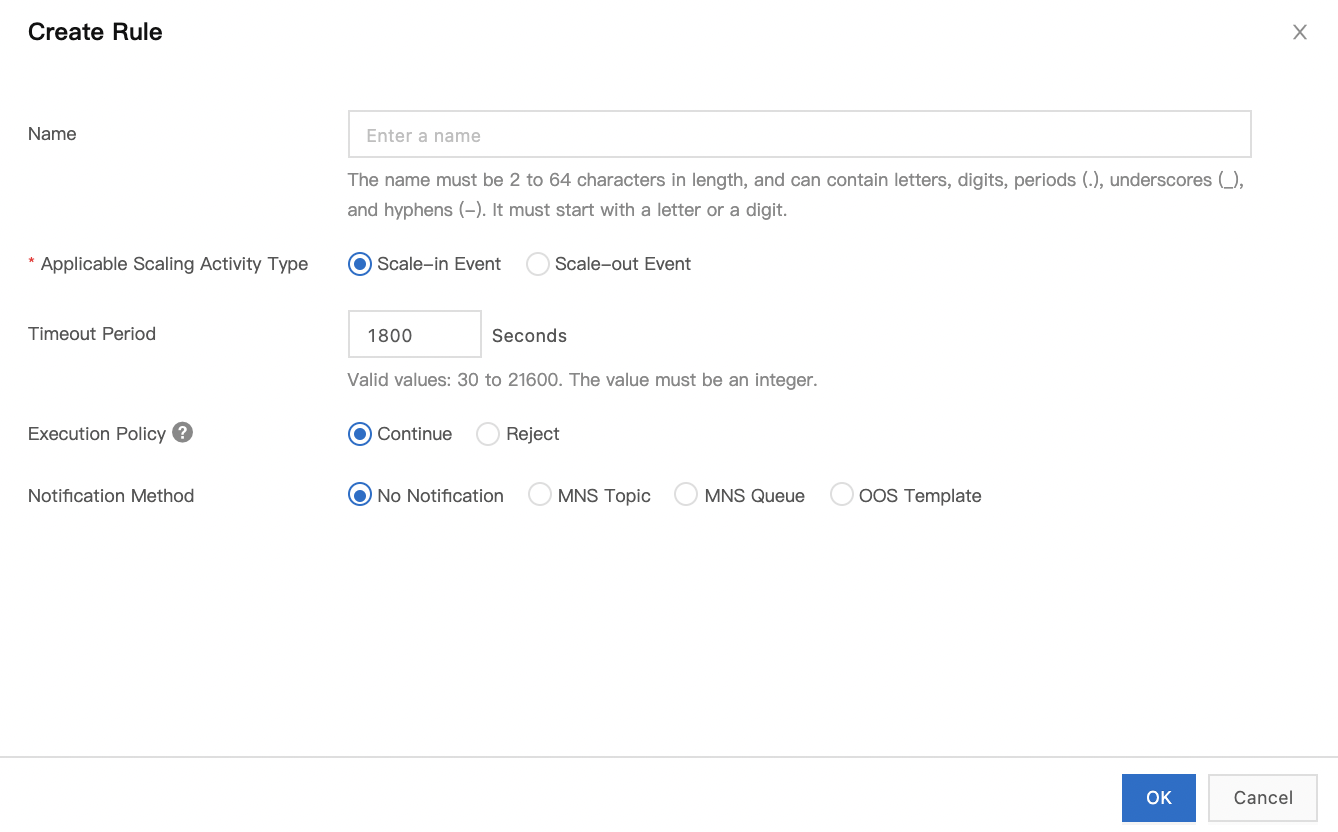 Create Rule
Name
Enter a name
The name must be 2 to 64 characters in length, and can contain letters, digits, periods (.), underscores (_),
and hyphens (-). It must start with a letter or a digit.
* Applicable Scaling Activity Type
Scale-in Event Scale-out Event
Timeout Period
1800 Seconds
Valid values: 30 to 21600. The value must be an integer.
Execution Policy ?
Continue Reject
Notification Method
No Notification MNS Topic MNS Queue OOS Template
OK Cancel